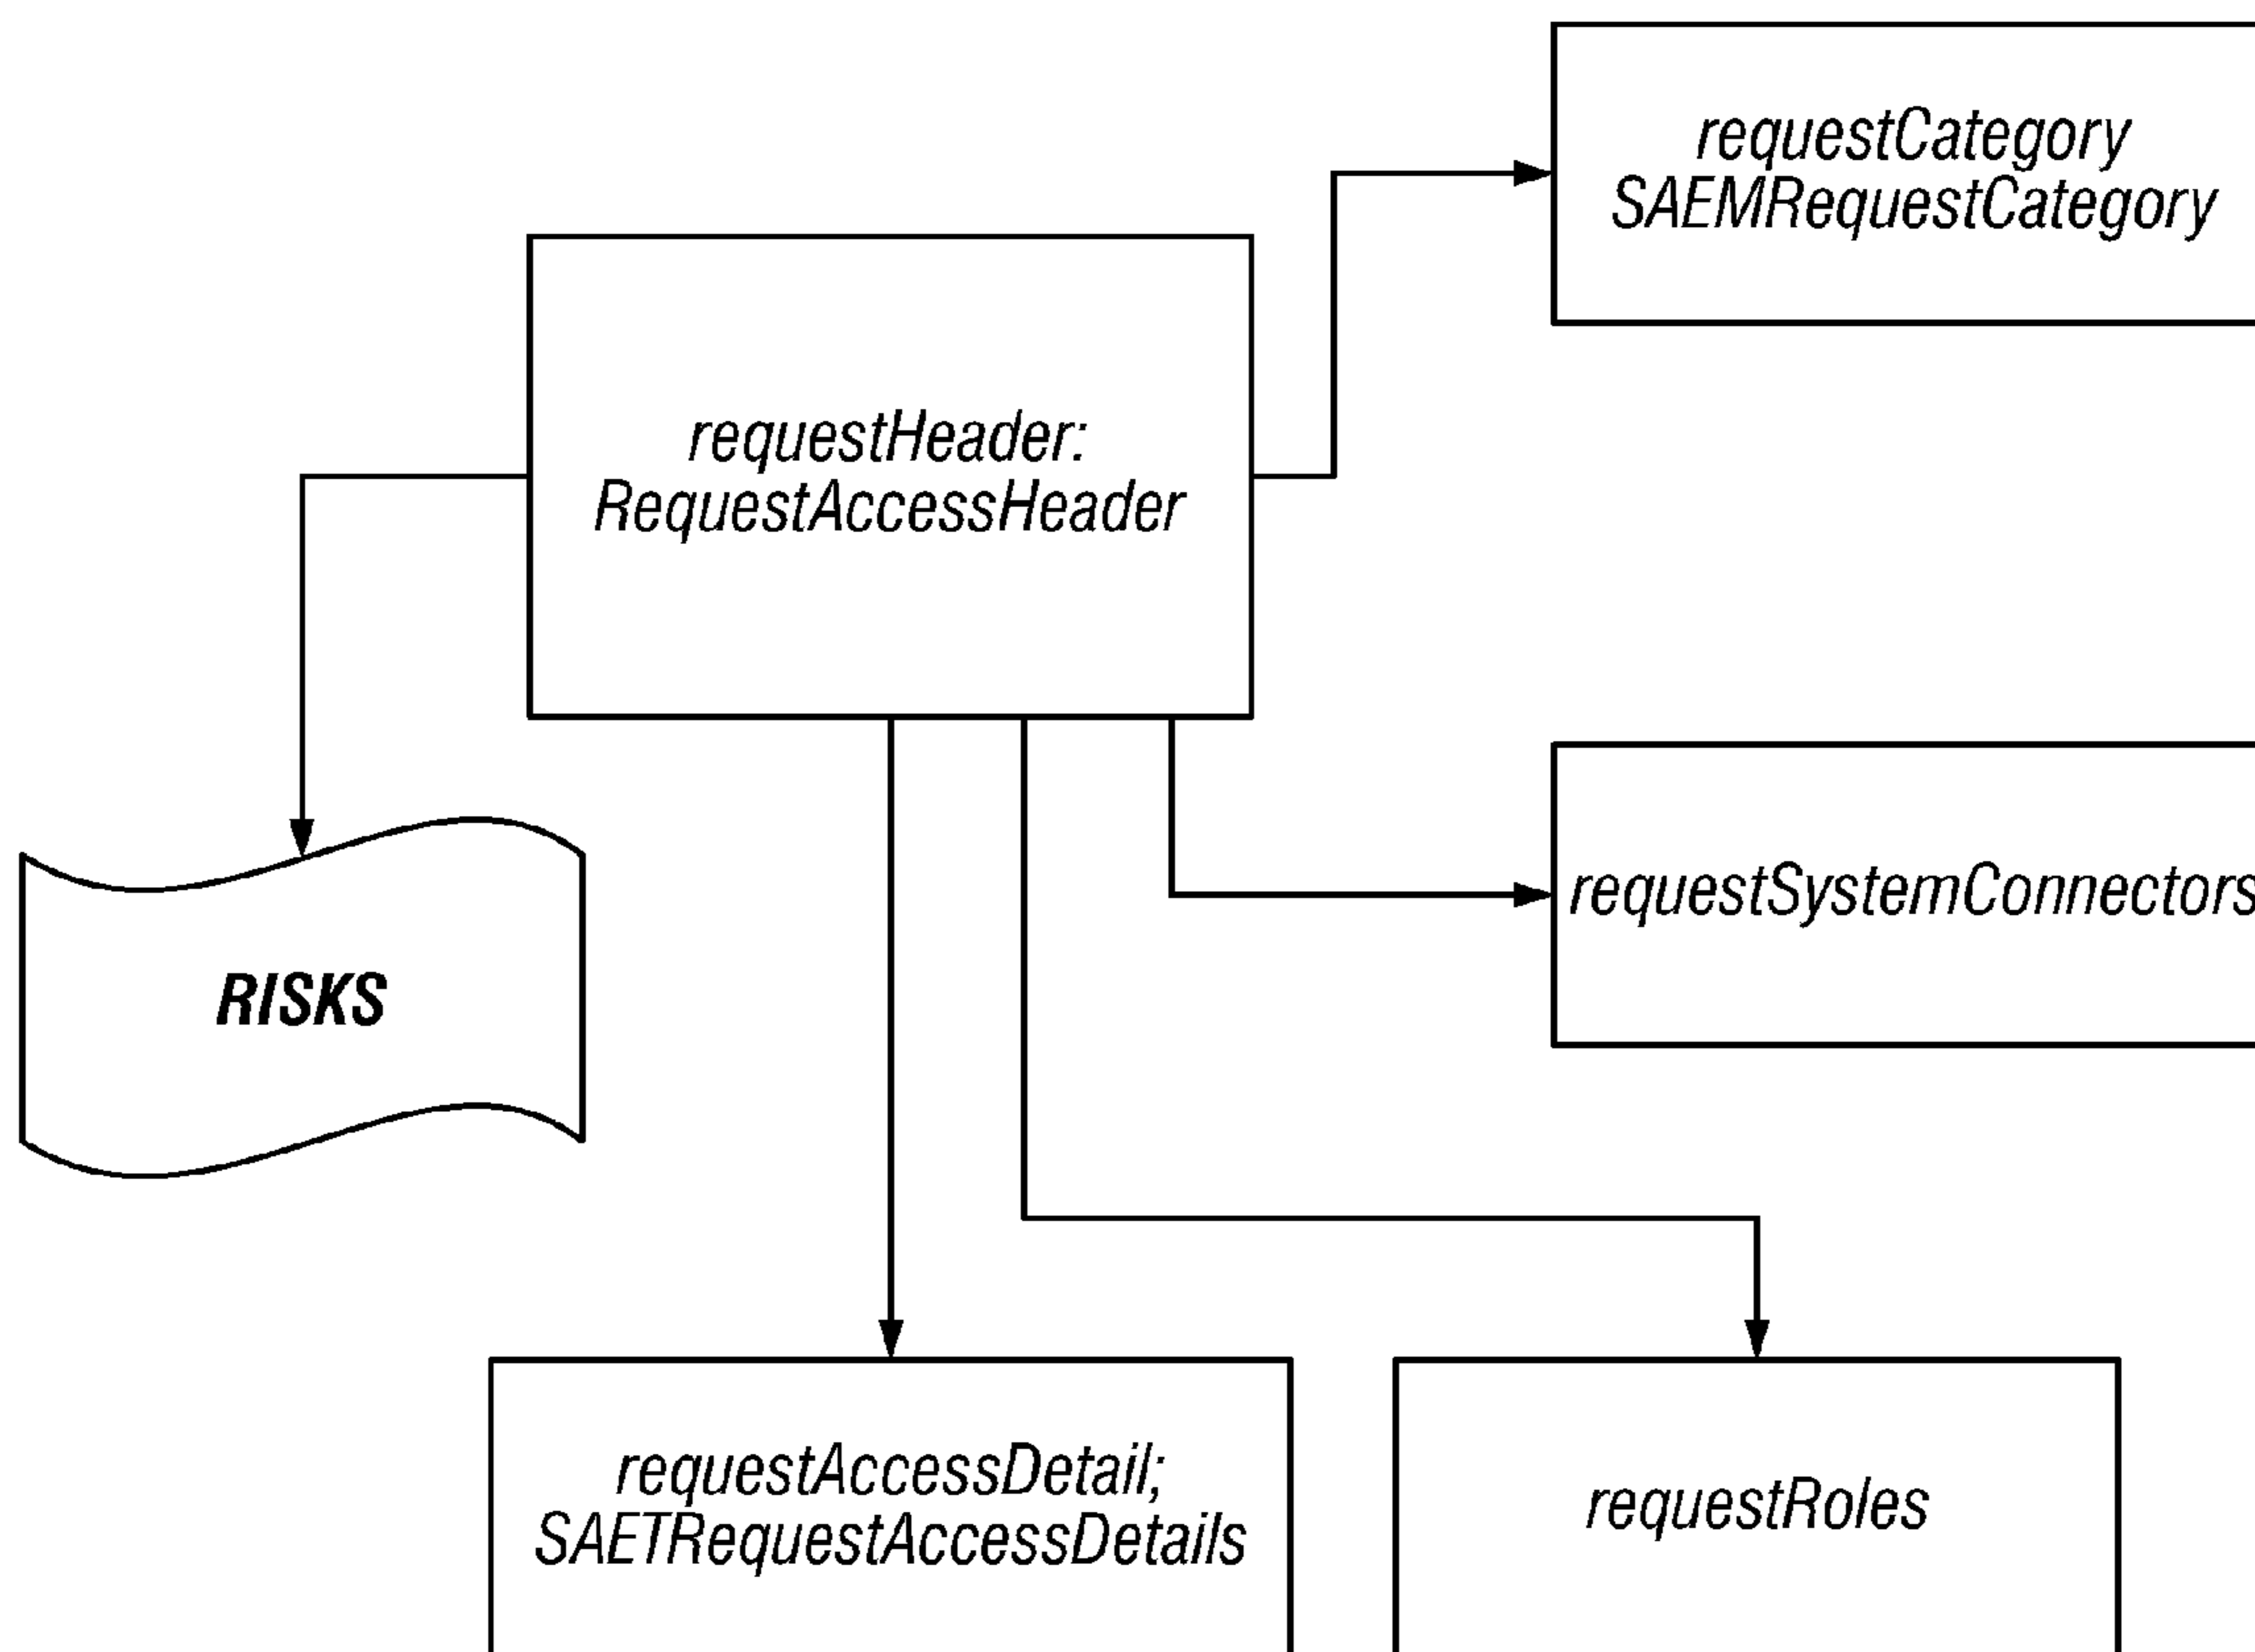 requestCategory
SAEMRequestCategory
requestHeader:
RequestAccessHeader
requestSystemConnectors
RISKS
requestAccessDetail;
SAETRequestAccessDetails
requestRoles